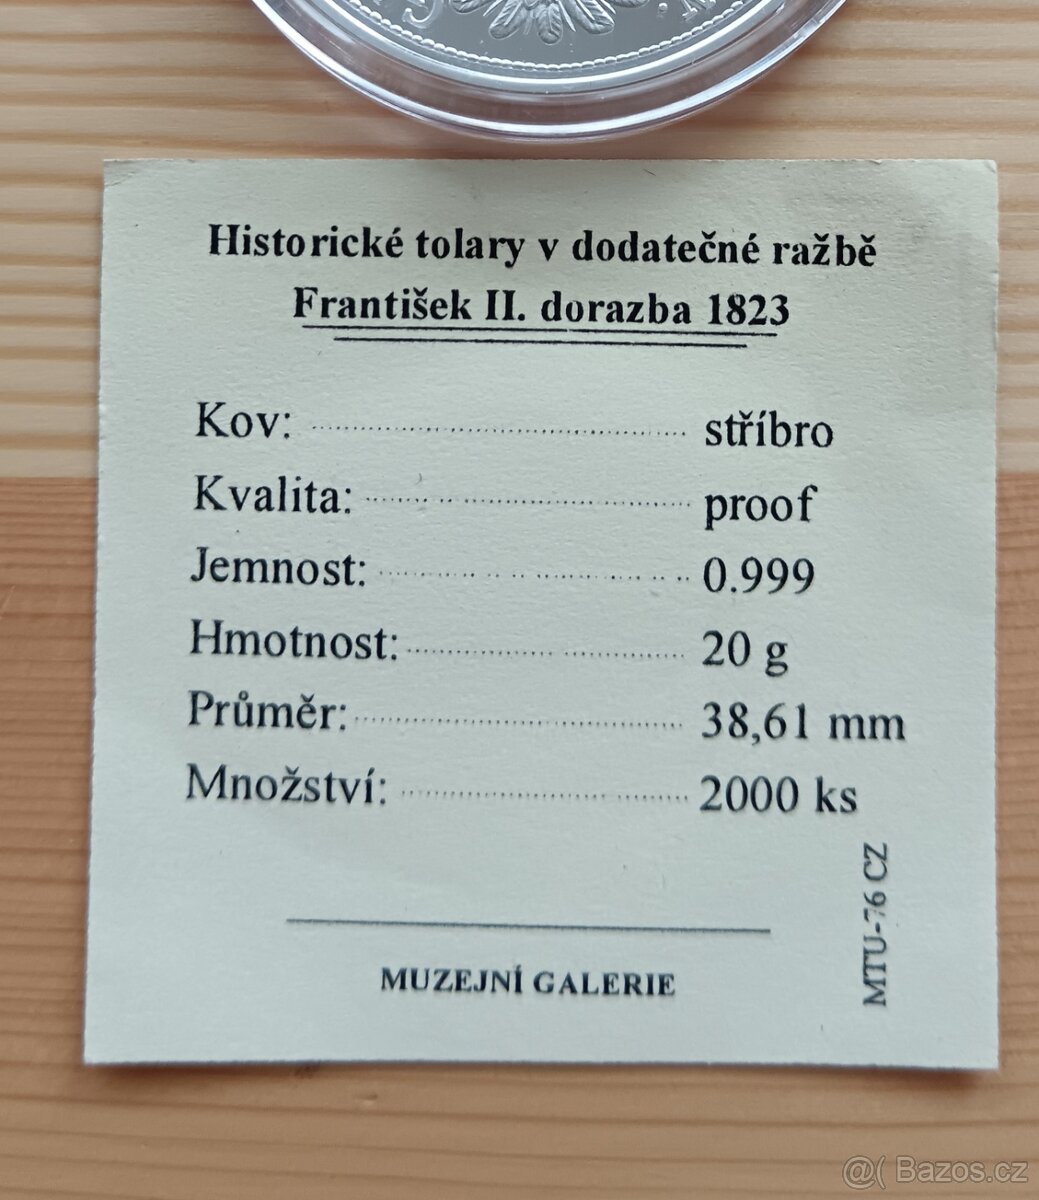 Historické tolary v dodatečné ražbě
František II. dorazba 1823
Kov: stříbro
Kvalita: proof
Jemnost: 0.999
Hmotnost: 20 g
Průměr: 38,61 mm
Množství: 2000 ks
MTU-76 CZ
MUZEJNÍ GALERIE
@( Bazos.cz